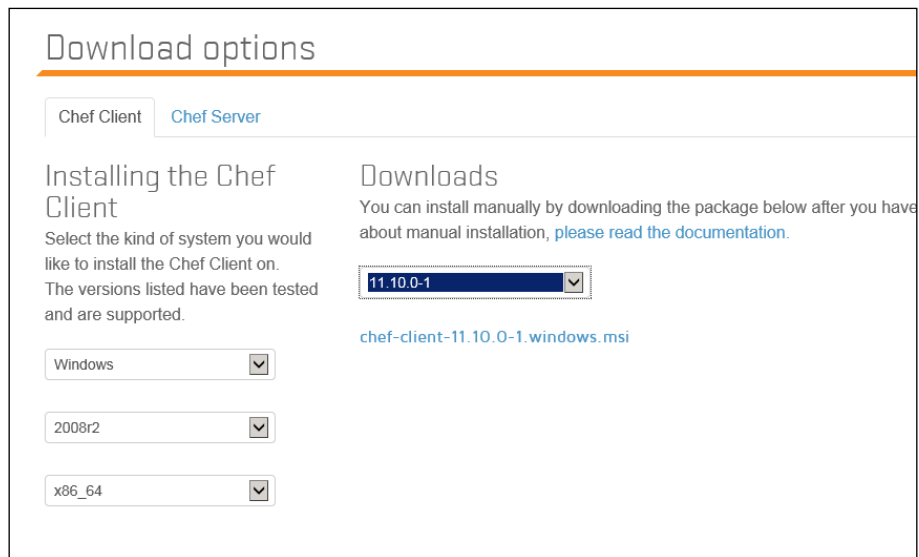 Download options
Chef Client
Chef Server
Installing the Chef
Client
Select the kind of system you would
like to install the Chef Client on.
The versions listed have been tested
and are supported.
Windows
2008r2
x86_64
Downloads
You can install manually by downloading the package below after you have
about manual installation, please read the documentation.
11.10.0-1
chef-client-11.10.0-1.windows.msi